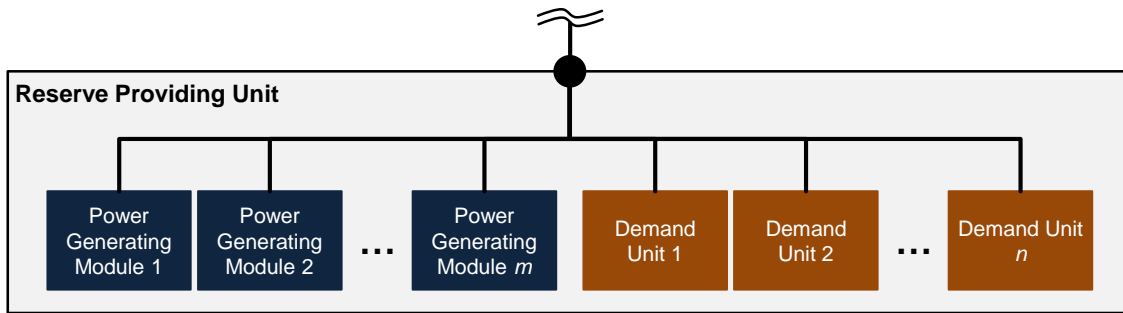 Reserve Providing Unit
Power
Generating
Module 1
Power
Generating
Module 2
...
Power
Generating
Module m
Demand
Unit 1
Demand
Unit 2
...
Demand Unit
n